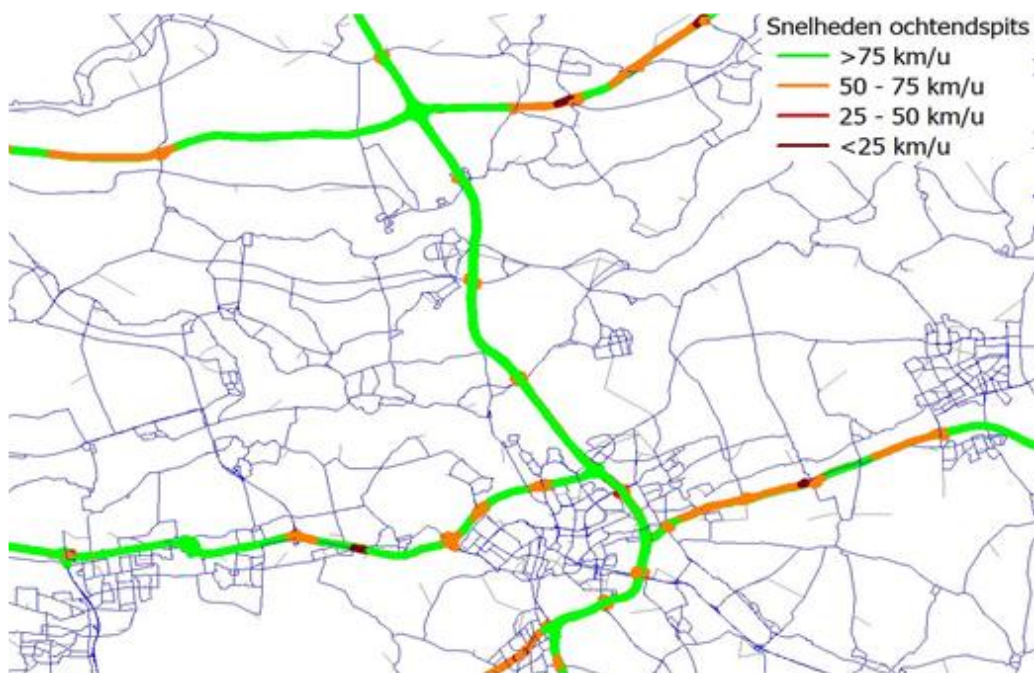 Snelheden ochtendspits
>75 km/u
50 - 75 km/u
25 - 50 km/u
<25 km/u